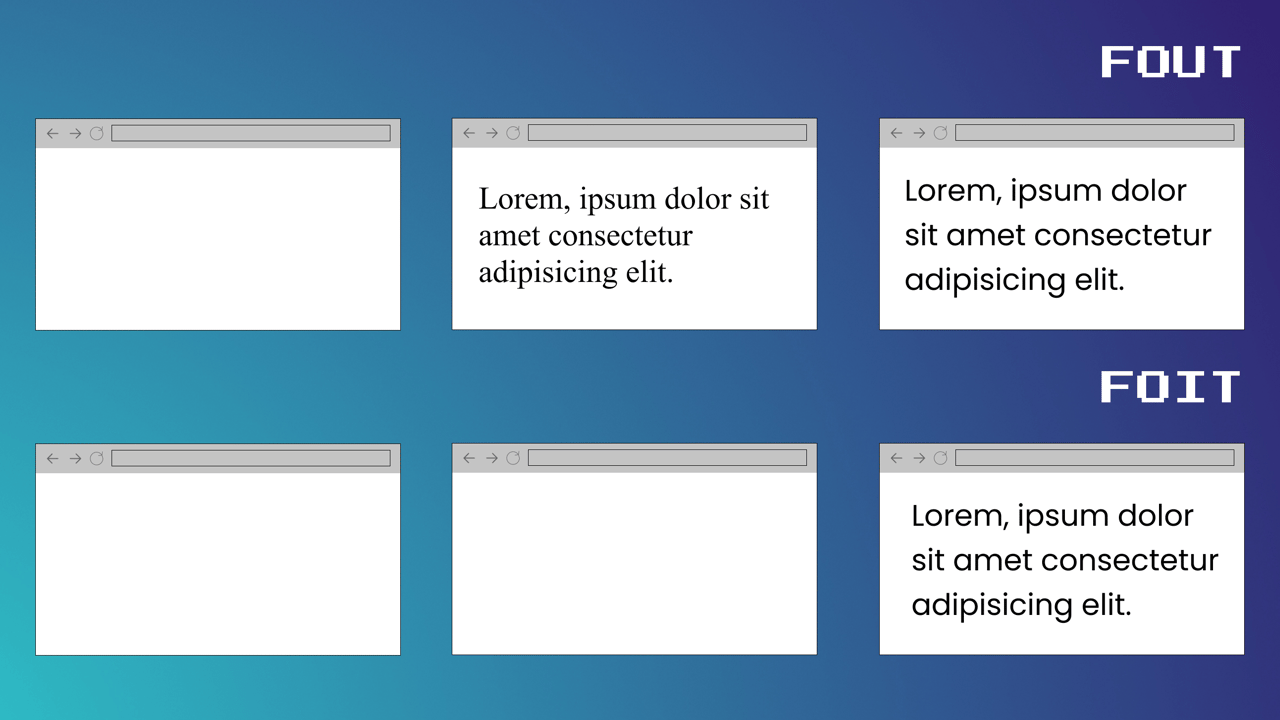 FOUT
Lorem, ipsum dolor sit
amet consectetur
adipisicing elit.
Lorem, ipsum dolor
sit amet consectetur
adipisicing elit.
FOIT
Lorem, ipsum dolor
sit amet consectetur
adipisicing elit.